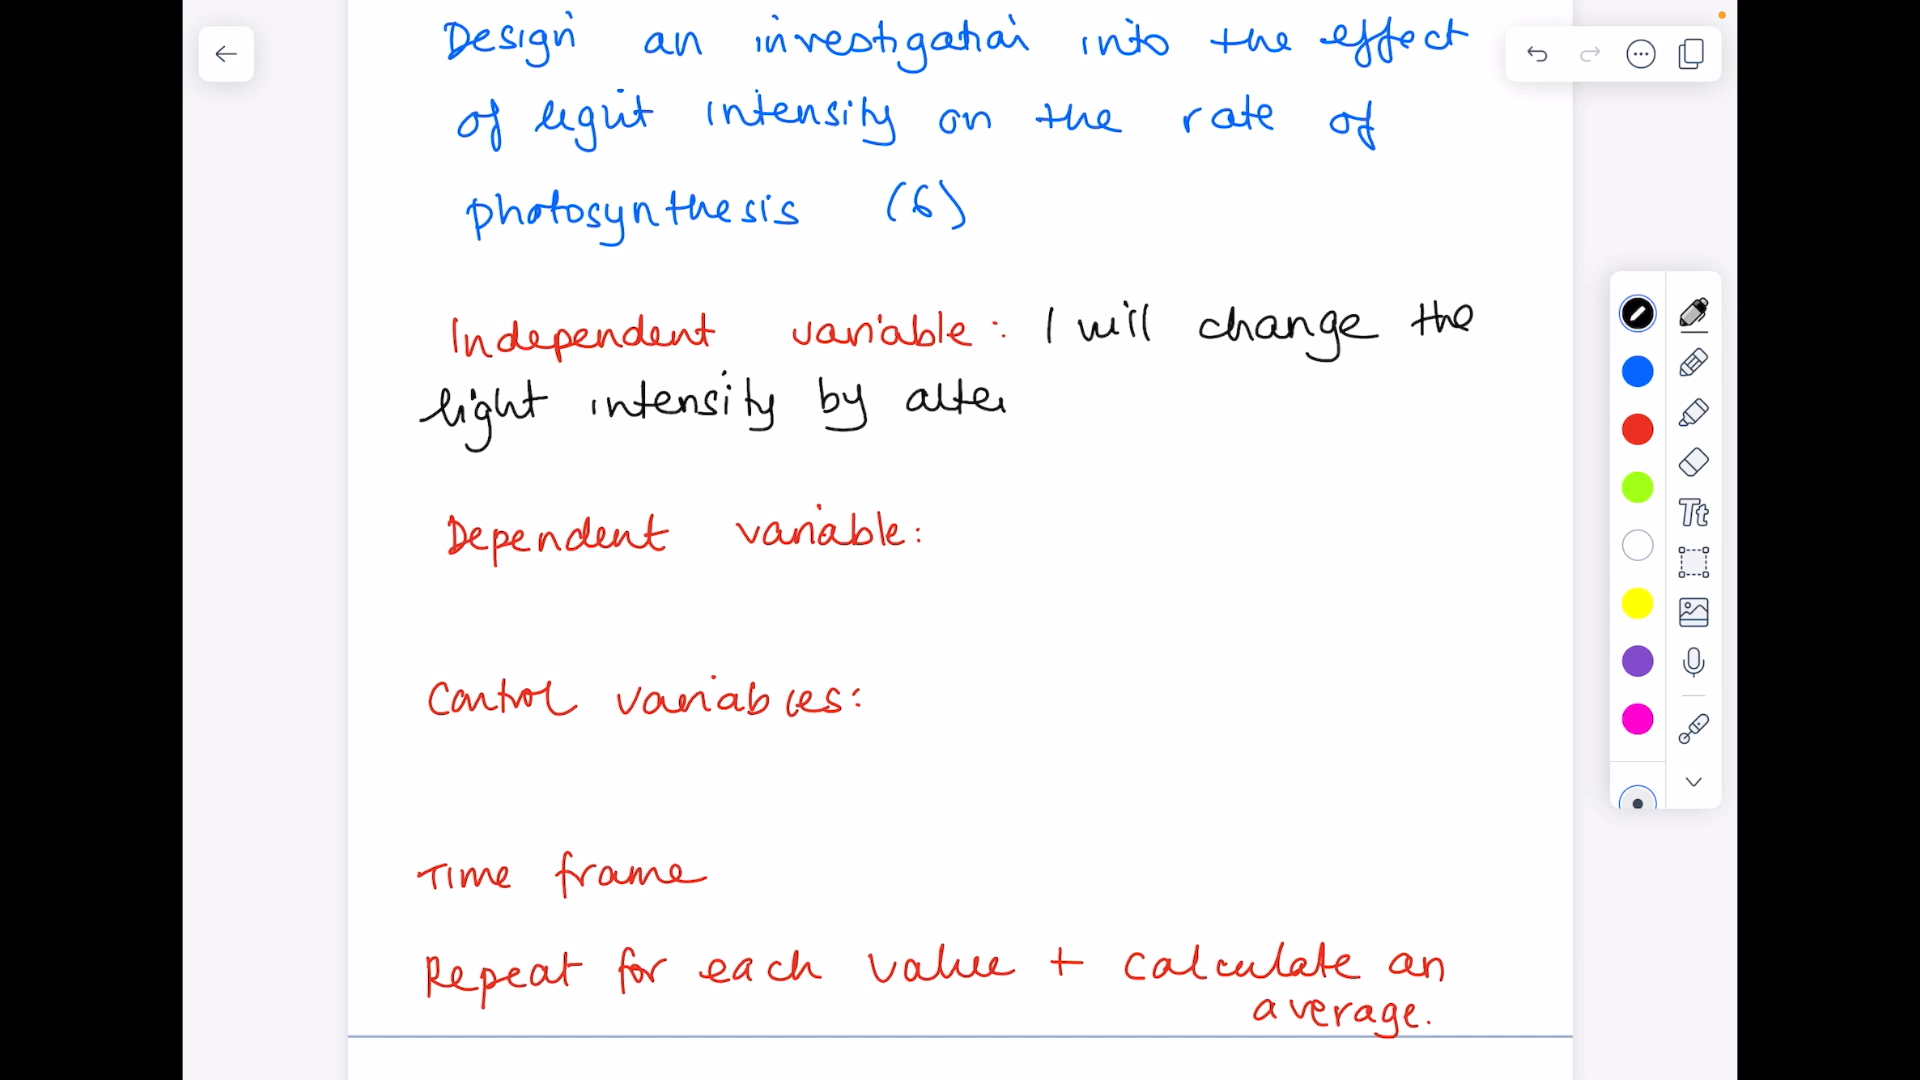 Design an investigation into the effect
of light intensity on the rate of
photosynthesis (6)
Independent variable: I will change the
light intensity by alter
Dependent variable:
Control variables:
Time frame
Repeat for each value + calculate an
average.
Tt